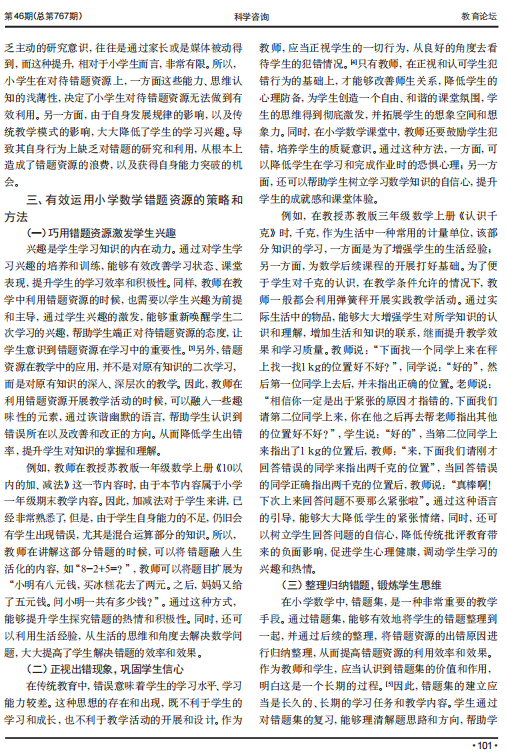 第46期(总第767期)
科学咨询
教育论坛
乏主动的研究意识，往往是通过家长或是媒体被动得
到，而这种提升，相对于小学生而言，非常有限。所以，
小学生在对待错题资源上，一方面这些能力、思维认
知的浅薄性，决定了小学生对待错题资源无法做到有
效利用。另一方面，由于自身发展规律的影响，以及传
统教学模式的影响，大大降低了学生的学习兴趣。导
致其自身行为上缺乏对错题的研究和利用，从根本上
造成了错题资源的浪费，以及获得自身能力突破的机
会。
三、有效运用小学数学错题资源的策略和
方法
（一）巧用错题资源激发学生兴趣
兴趣是学生学习知识的内在动力。通过对学生学
习兴趣的培养和训练，能够有效改善学习状态、课堂
表现，提升学生的学习效率和积极性。同样，教师在教
学中利用错题资源的时候，也需要以学生兴趣为前提
和主导，通过学生兴趣的激发，能够重新唤醒学生二
次学习的兴趣，帮助学生端正对待错题资源的态度，让
学生意识到错题资源在学习中的重要性。[3]另外，错题
资源在教学中的应用，并不是对原有知识的二次学习，
而是对原有知识的深入、深层次的教学。因此，教师在
利用错题资源开展教学活动的时候，可以融入一些趣
味性的元素，通过诙谐幽默的语言，帮助学生认识到
错误所在以及改善和改正的方向。从而降低学生出错
率，提升学生对知识的掌握和理解。
例如，教师在教授苏教版一年级数学上册《10以
内的加、减法》这一节内容时，由于本节内容属于小学
一年级期末教学内容。因此，加减法对于学生来讲，已
经非常熟悉了，但是，由于学生自身能力的不足，仍旧会
有学生出现错误，尤其是混合运算部分的知识。所以，
教师在讲解这部分错题的时候，可以将错题融入生
活化的内容，如“8-2+5=？”，教师可以将题目扩展为
“小明有八元钱，买冰糕花去了两元。之后，妈妈又给
了五元钱。问小明一共有多少钱？”。通过这种方式，
能够提升学生探究错题的热情和积极性。同时，还可
以利用生活经验，从生活的思维和角度去解决数学问
题，大大提高了学生解决错题的效率和效果。
（二）正视出错现象，巩固学生信心
在传统教育中，错误意味着学生的学习水平、学习
能力较差。这种思想的存在和出现，既不利于学生的
学习和成长，也不利于教学活动的开展和设计。作为
教师，应当正视学生的一切行为，从良好的角度去看
待学生的犯错情况。[4]只有教师，在正视和认可学生犯
错行为的基础上，才能够改善师生关系，降低学生的
心理防备，为学生创造一个自由、和谐的课堂氛围，学
生的思维得到彻底激发，并拓展学生的想象空间和想
象力。同时，在小学数学课堂中，教师还要鼓励学生犯
错，培养学生的质疑意识。通过这种方法，一方面，可
以降低学生在学习和完成作业时的恐惧心理；另一方
面，还可以帮助学生树立学习数学知识的自信心，提升
学生的成就感和课堂体验。
例如，在教授苏教版三年级数学上册《认识千
克》时，千克，作为生活中一种常用的计量单位，该部
分知识的学习，一方面是为了增强学生的生活经验；
另一方面，为数学后续课程的开展打好基础。为了便
于学生对千克的认识，在教学条件允许的情况下，教
师一般都会利用弹簧秤开展实践教学活动。通过实
际生活中的物品，能够大大增强学生对所学知识的认
识和理解，增加生活和知识的联系，继而提升教学效
果和学习质量。教师说：“下面找一个同学上来在秤
上找一找1kg的位置好不好？”，同学说：“好的”，然
后第一位同学上去后，并未指出正确的位置。老师说：
“相信你一定是出于紧张的原因才指错的，下面我们
请第二位同学上来，你在他之后再去帮老师指出其他
的位置好不好？”，学生说：“好的”，当第二位同学上
来指出了1kg的位置后，教师：“来，下面我们请刚才
回答错误的同学来指出两千克的位置”，当回答错误
的同学正确指出两千克的位置后，教师说：“真棒啊！
下次上来回答问题不要那么紧张啦”。通过这种语言
的引导，能够大大降低学生的紧张情绪，同时，还可
以树立学生回答问题的自信心，降低传统批评教育带
来的负面影响，促进学生心理健康，调动学生学习的
兴趣和热情。
（三）整理归纳错题，锻炼学生思维
在小学数学中，错题集，是一种非常重要的教学
手段。通过错题集，能够有效地将学生的错题整理到
一起，并通过后续的整理，将错题资源的出错原因进
行归纳整理，从而提高错题资源的利用效率和效果。
作为教师和学生，应当认识到错题集的价值和作用，
明白这是一个长期的过程。[5]因此，错题集的建立应
当是长久的、长期的学习任务和教学内容。学生通过
对错题集的复习，能够理清解题思路和方向，帮助学
·101·